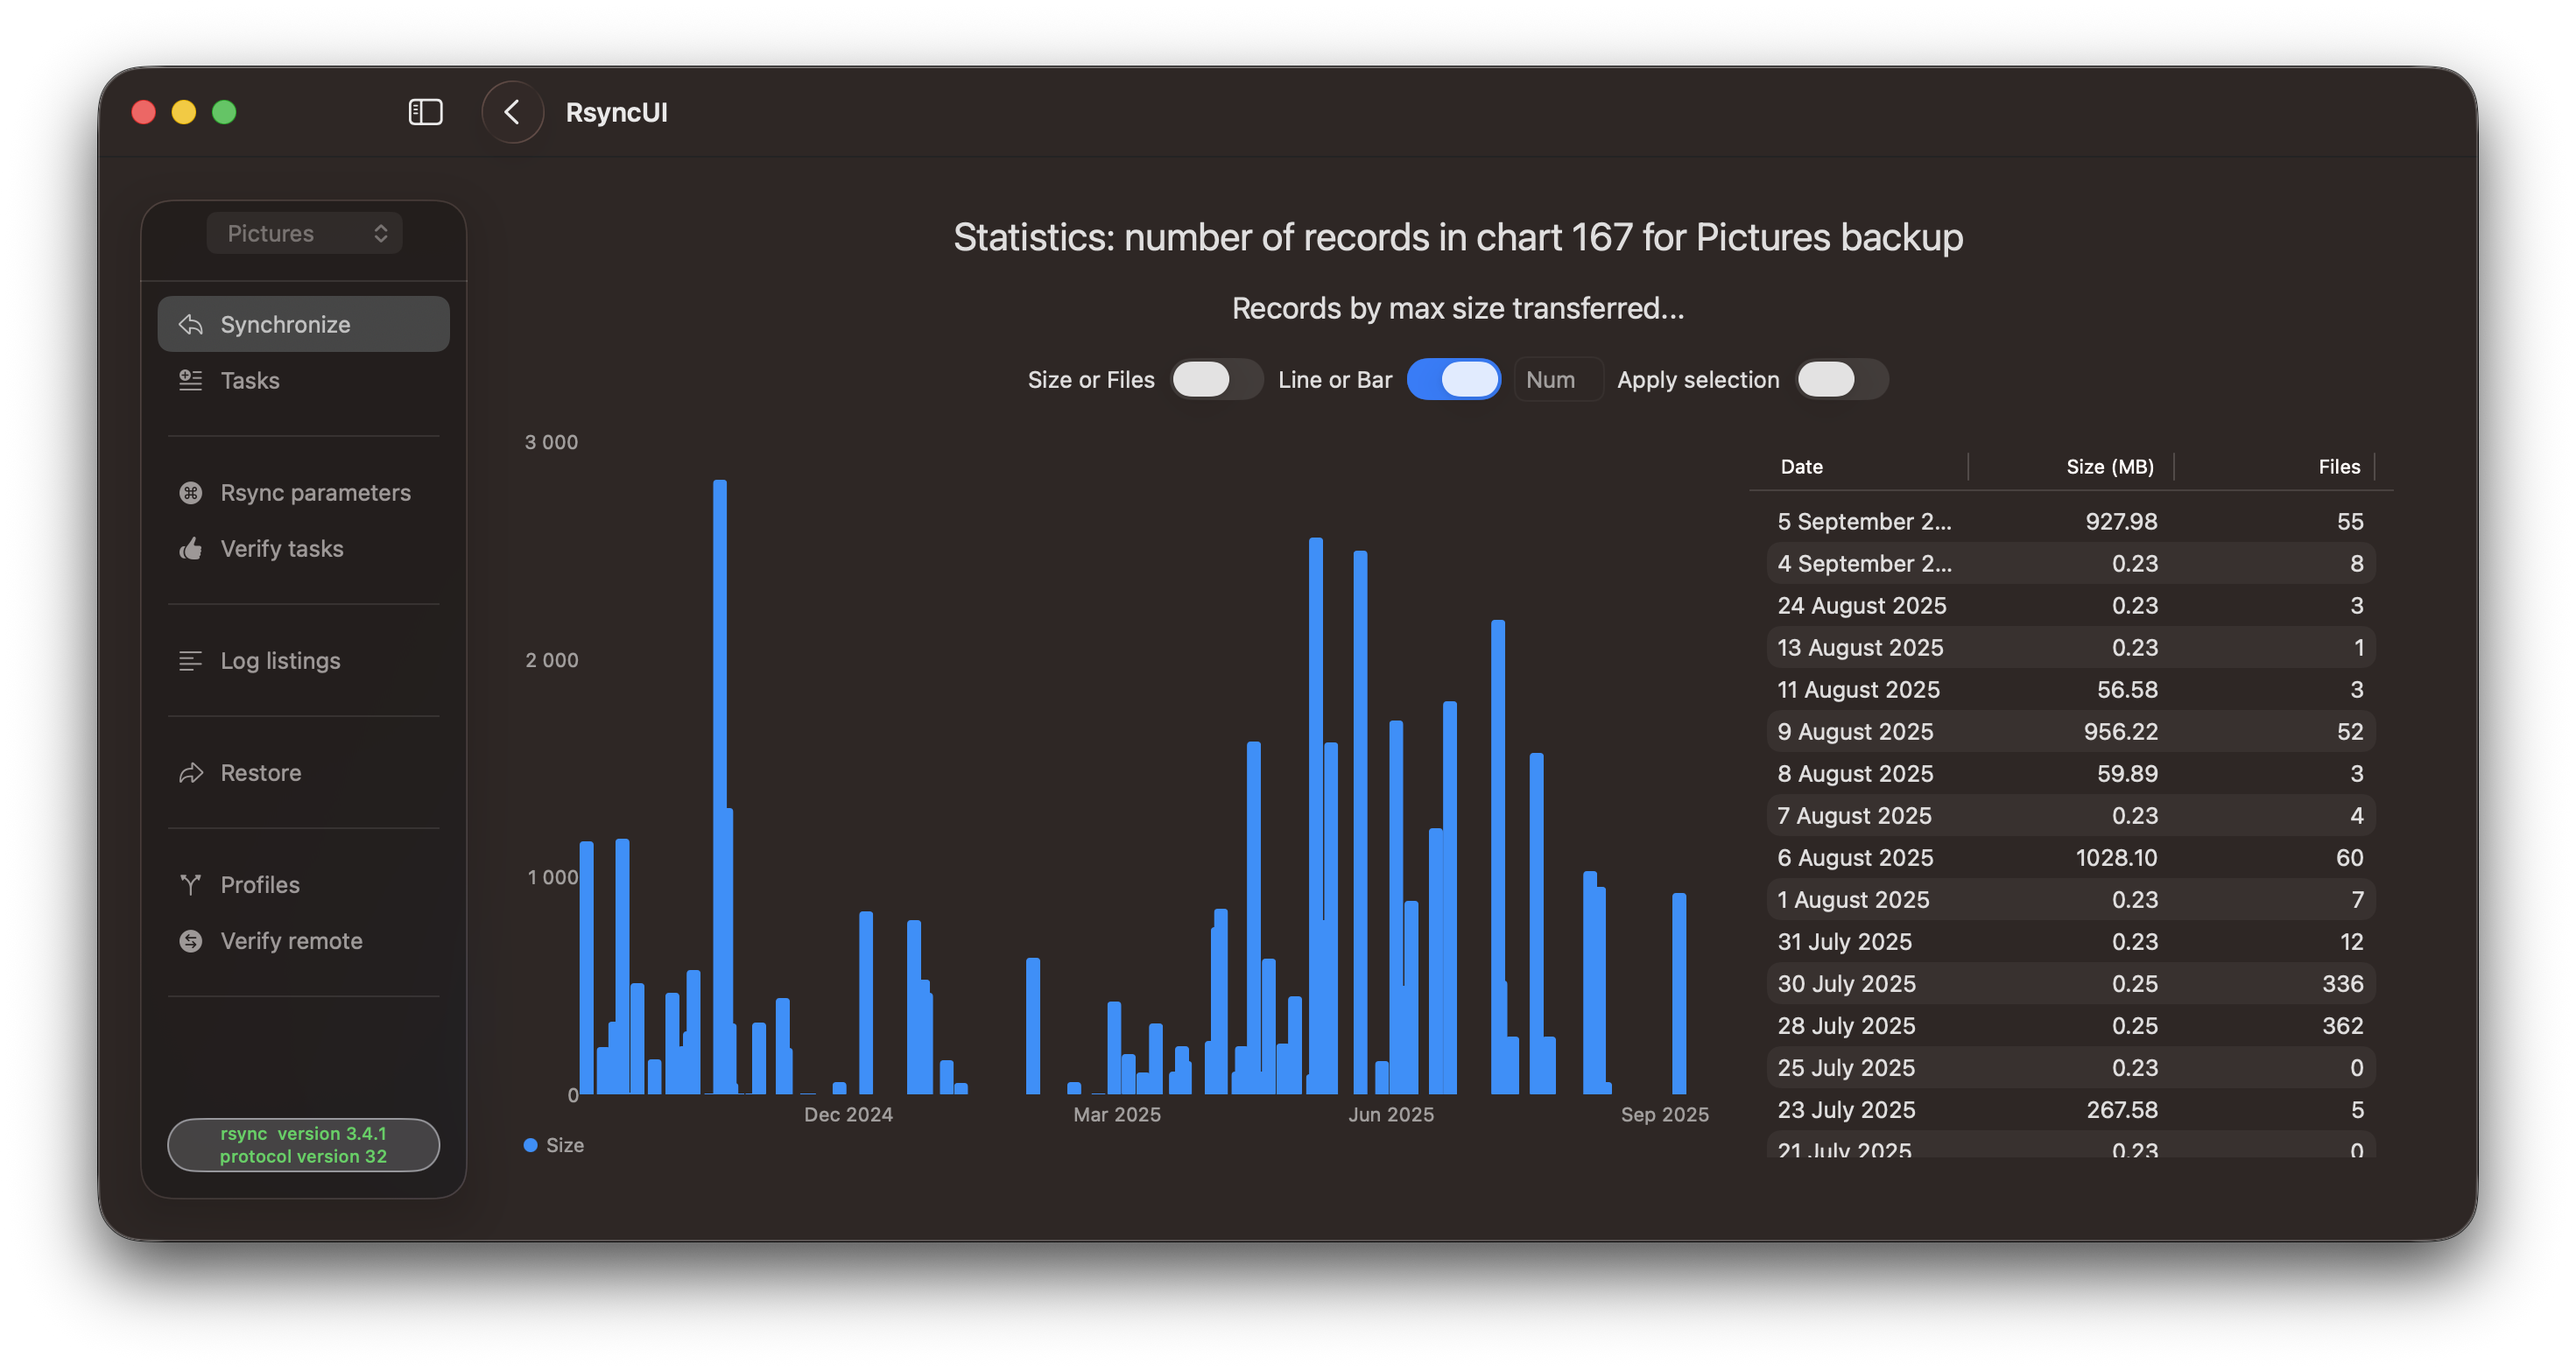 RsyncUI
Pictures
Synchronize
Tasks
Rsync parameters
Verify tasks
Log listings
Restore
Profiles
Verify remote
rsync  version 3.4.1
protocol version 32
Statistics: number of records in chart 167 for Pictures backup
Records by max size transferred...
Size or Files Line or Bar Num Apply selection
3 000
2 000
1 000
0
Dec 2024 Mar 2025 Jun 2025 Sep 2025
Size
Date Size (MB) Files
5 September 2... 927.98 55
4 September 2... 0.23 8
24 August 2025 0.23 3
13 August 2025 0.23 1
11 August 2025 56.58 3
9 August 2025 956.22 52
8 August 2025 59.89 3
7 August 2025 0.23 4
6 August 2025 1028.10 60
1 August 2025 0.23 7
31 July 2025 0.23 12
30 July 2025 0.25 336
28 July 2025 0.25 362
25 July 2025 0.23 0
23 July 2025 267.58 5
21 July 2025 0.23 0